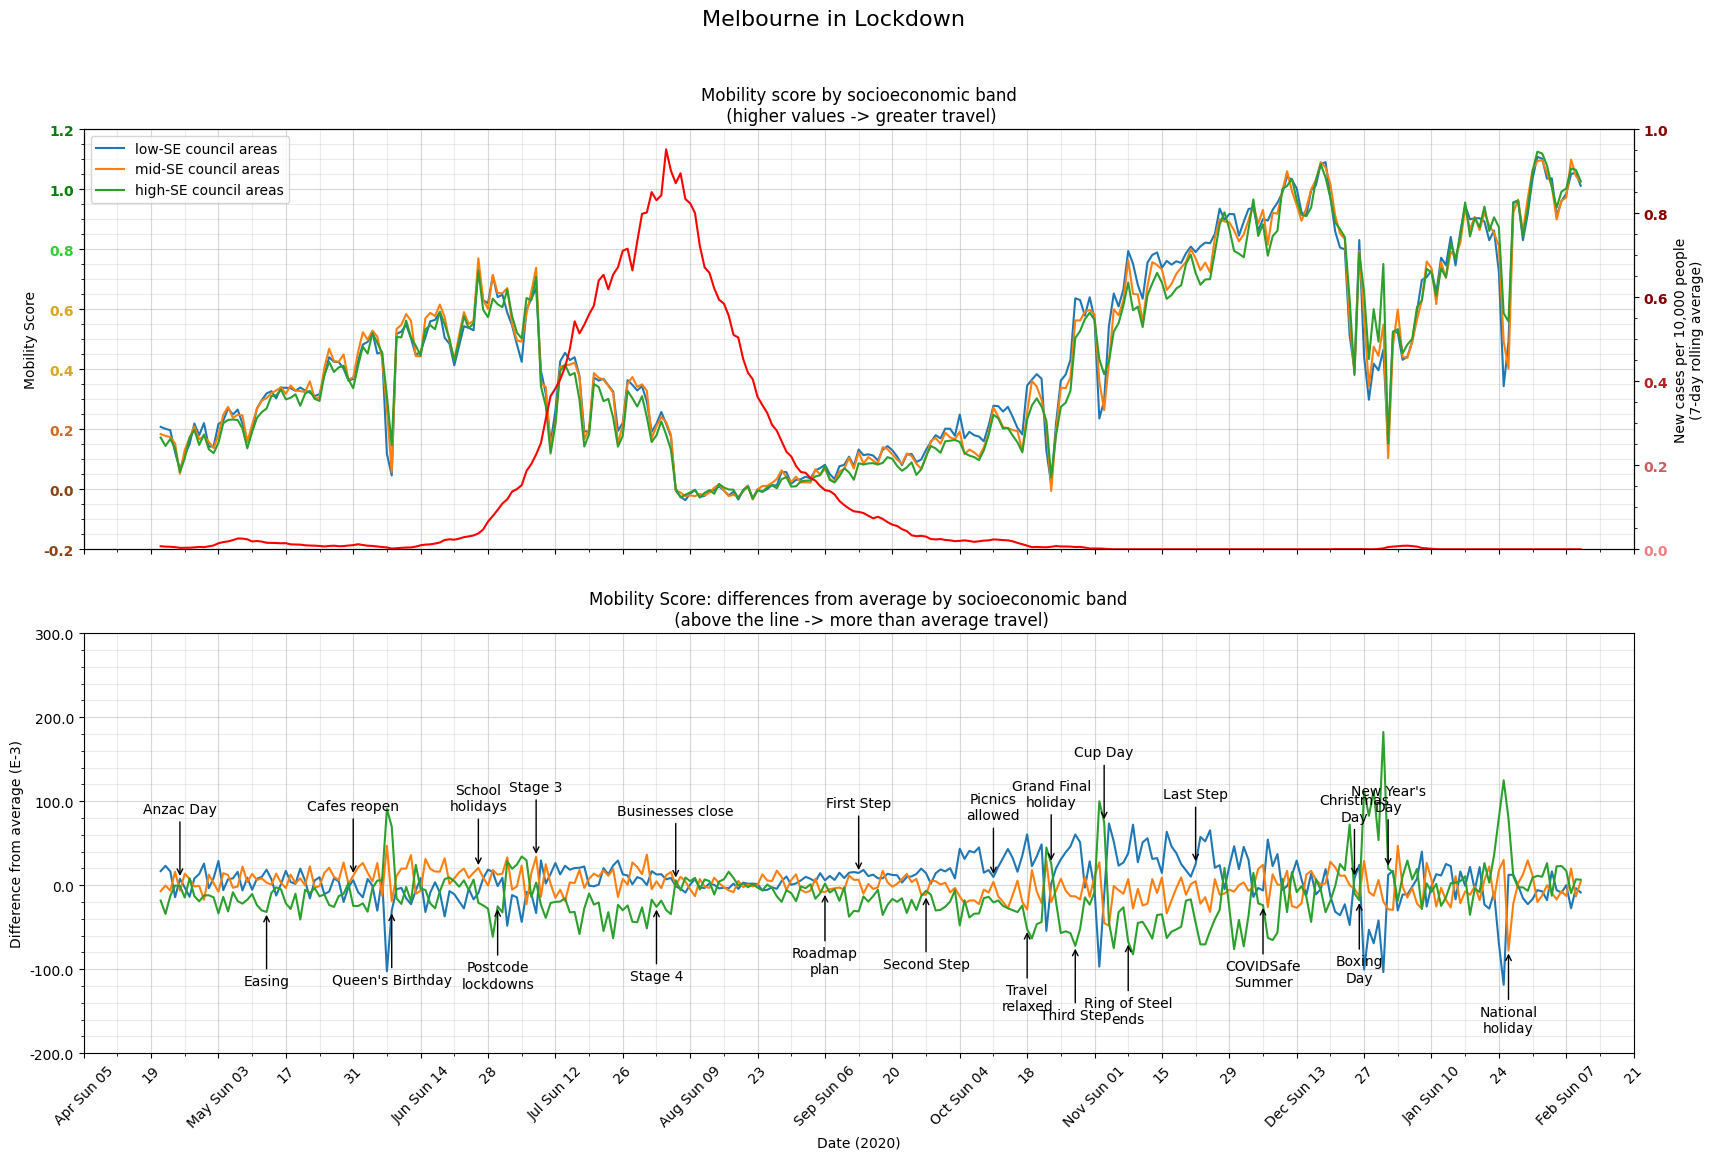 Melbourne in Lockdown
Mobility score by socioeconomic band
(higher values -> greater travel)
low-SE council areas
mid-SE council areas
high-SE council areas
1.2
1.0
0.8
0.6
0.4
0.2
0.0
-0.2
Mobility Score
1.0
0.8
0.6
0.4
0.2
0.0
New cases per 10,000 people
(7-day rolling average)
Mobility Score: differences from average by socioeconomic band
(above the line -> more than average travel)
300.0
200.0
100.0
0.0
-100.0
-200.0
Difference from average (E-3)
Anzac Day
Easing
Cafes reopen
Queen's Birthday
School
holidays
Postcode
lockdowns
Stage 3
Stage 4
Businesses close
Roadmap
plan
First Step
Second Step
Picnics
allowed
Travel
relaxed
Grand Final
holiday
Third Step
Cup Day
Ring of Steel
ends
Last Step
COVIDSafe
Summer
Christmas
Day
Boxing
Day
New Year's
Day
National
holiday
Apr Sun 05
19
May Sun 03
17
31
Jun Sun 14
28
Jul Sun 12
26
Aug Sun 09
23
Sep Sun 06
20
Oct Sun 04
18
Nov Sun 01
15
29
Dec Sun 13
27
Jan Sun 10
24
Feb Sun 07
21
Date (2020)